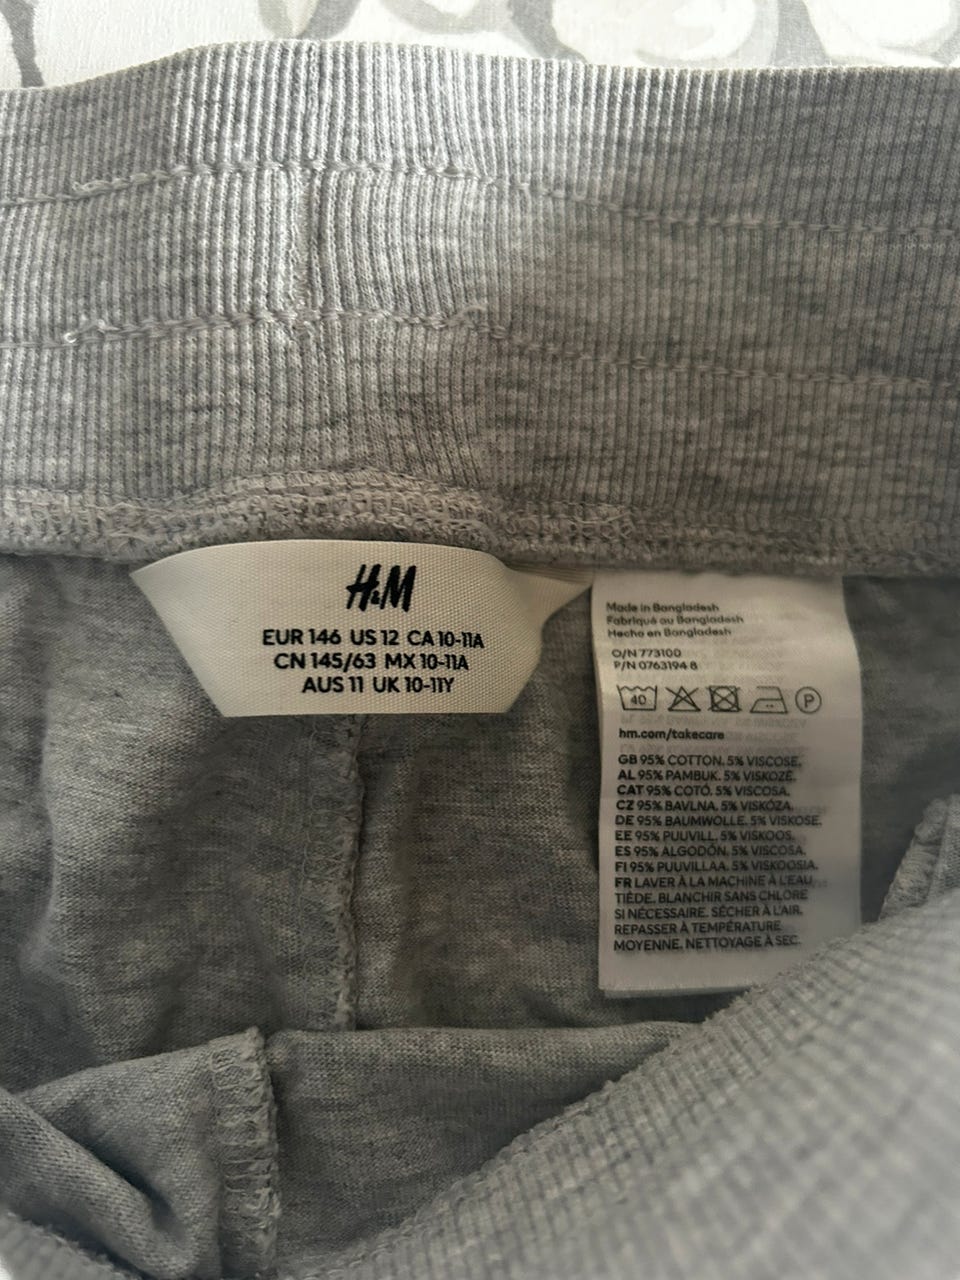 H&M
EUR 146 US 12 CA 10-11A
CN 145/63 MX 10-11A
AUS 11 UK 10-11Y
Made in Bangladesh
Fabriqué au Bangladesh
Hecho en Bangladesh
O/N 773100
P/N 0763194 8
40 P
hm.com/takecare
GB 95% COTTON, 5% VISCOSE.
AL 95% PAMBUK, 5% VISKOZË.
CAT 95% COTÓ, 5% VISCOSA.
CZ 95% BAVLNA, 5% VISKÓZA.
DE 95% BAUMWOLLE, 5% VISKOSE.
EE 95% PUUVILL, 5% VISKOOS.
ES 95% ALGODÓN, 5% VISCOSA.
FI 95% PUUVILLAA, 5% VISKOOSIA.
FR LAVER À LA MACHINE À L'EAU
TIÈDE. BLANCHIR SANS CHLORE
SI NÉCESSAIRE. SÉCHER À L'AIR.
REPASSER À TEMPÉRATURE
MOYENNE. NETTOYAGE À SEC.